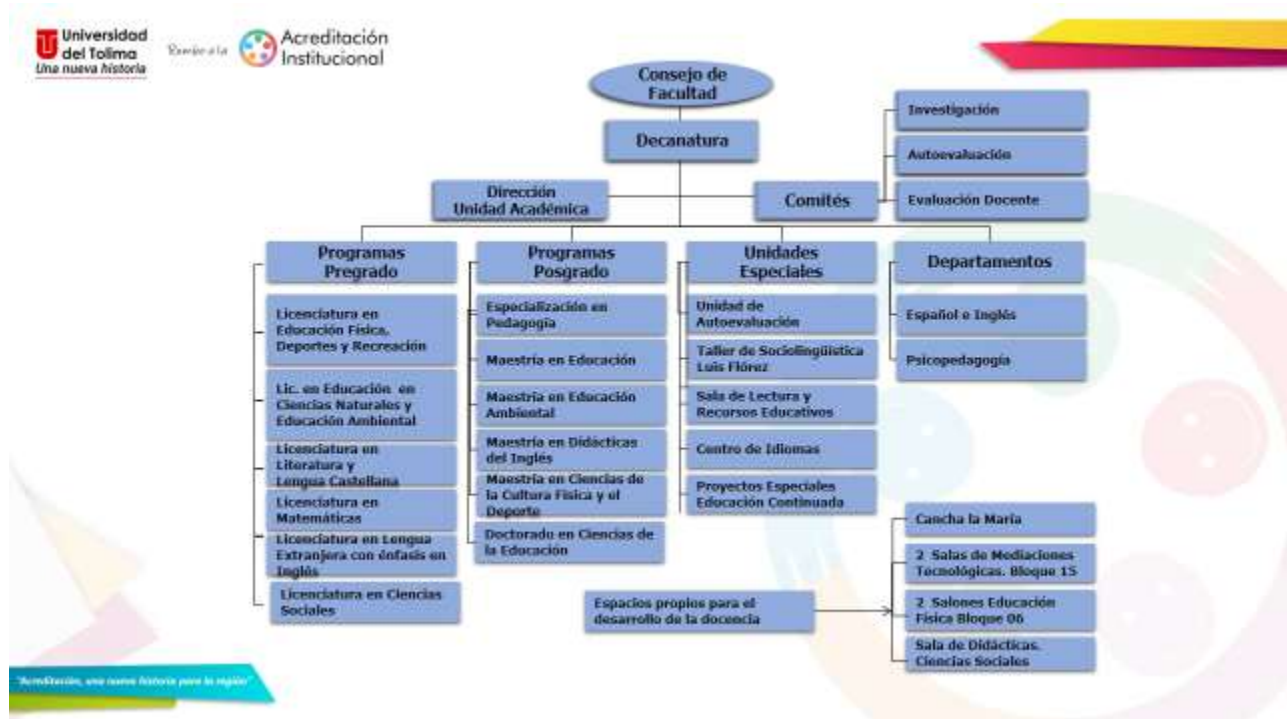 Universidad
del Tolima
Una nueva historia
Rumbo a la
Acreditación
Institucional
Consejo de
Facultad
Decanatura
Dirección
Unidad Académica
Comités
Investigación
Autoevaluación
Evaluación Docente
Programas
Pregrado
Licenciatura en
Educación Física,
Deportes y Recreación
Lic. en Educación en
Ciencias Naturales y
Educación Ambiental
Licenciatura en
Literatura y
Lengua Castellana
Licenciatura en
Matemáticas
Licenciatura en Lengua
Extranjera con énfasis en
Inglés
Licenciatura en Ciencias
Sociales
Programas
Posgrado
Especialización en
Pedagogía
Maestría en Educación
Maestría en Educación
Ambiental
Maestría en Didácticas
del Inglés
Maestría en Ciencias de
la Cultura Física y el
Deporte
Doctorado en Ciencias de
la Educación
Unidades
Especiales
Unidad de
Autoevaluación
Taller de Sociolingüística
Luis Flórez
Sala de Lectura y
Recursos Educativos
Centro de Idiomas
Proyectos Especiales
Educación Continuada
Departamentos
Español e Inglés
Psicopedagogía
Espacios propios para el
desarrollo de la docencia
Cancha la María
2 Salas de Mediaciones
Tecnológicas. Bloque 15
2 Salones Educación
Física Bloque 06
Sala de Didácticas.
Ciencias Sociales
"Acreditación, una nueva historia para la región"